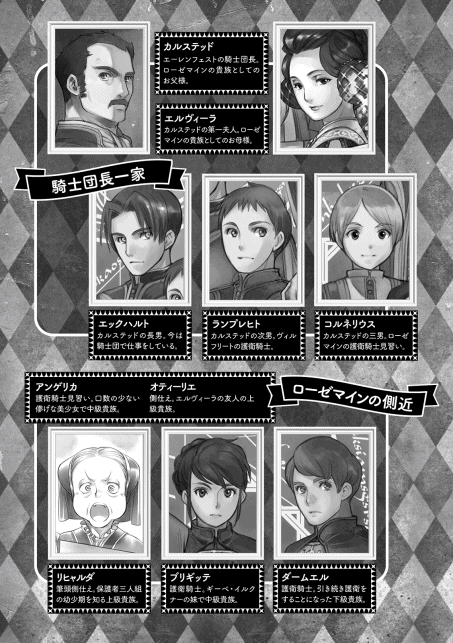 カルステッド
エーレンフェストの騎士団長。
ローゼマインの貴族としての
お父様。
エルヴィーラ
カルステッドの第一夫人。ローゼ
マインの貴族としてのお母様。
騎士団長一家
エックハルト
カルステッドの長男。今は
騎士団で仕事をしている。
ランプレヒト
カルステッドの次男。ヴィル
フリートの護衛騎士。
コルネリウス
カルステッドの三男。ローゼ
マインの護衛騎士見習い。
ローゼマインの側近
アンゲリカ
護衛騎士見習い。口数の少ない
儚げな美少女で中級貴族。
オティーリエ
側仕え。エルヴィーラの友人の上
級貴族。
リヒャルダ
筆頭側仕え。保護者三人組
の幼少期を知る上級貴族。
ブリギッテ
護衛騎士。ギーベ・イルク
ナーの妹で中級貴族。
ダームエル
護衛騎士。引き続き護衛を
することになった下級貴族。